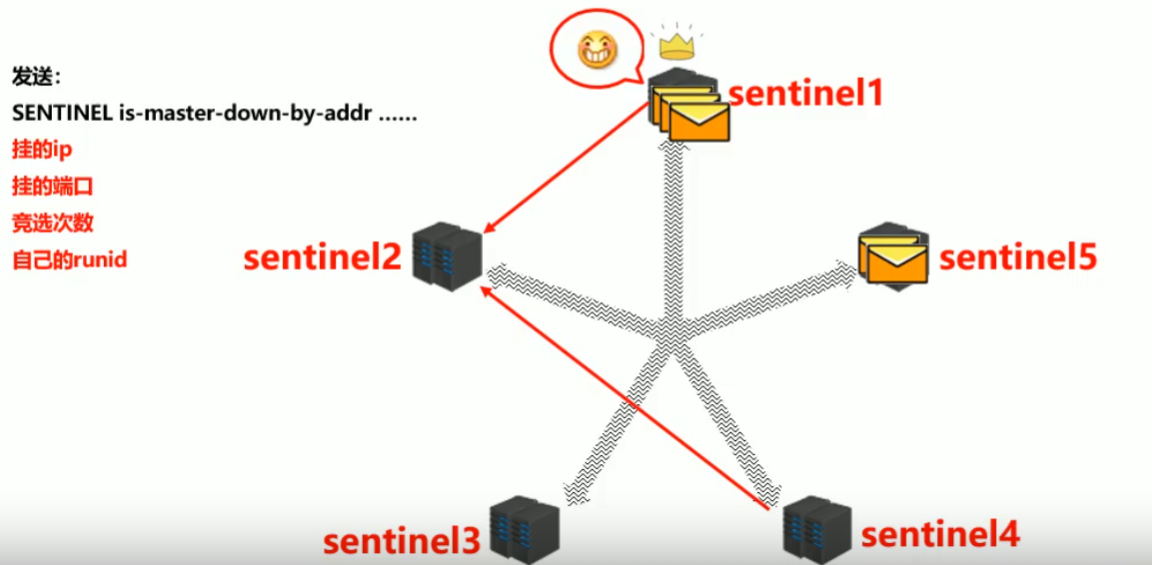 发送：
SENTINEL is-master-down-by-addr ......
挂的ip
挂的端口
竞选次数
自己的runid
sentinel1
sentinel2
sentinel5
sentinel3
sentinel4